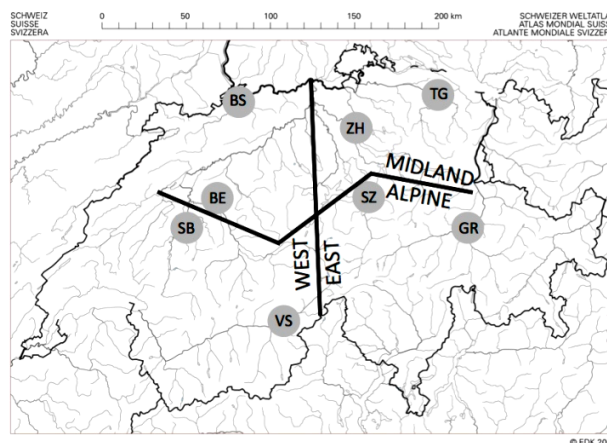 SCHWEIZ
SUISSE
SVIZZERA
0 50 100 150 200 km
SCHWEIZER WELTATLAS
ATLAS MONDIAL SUISSE
ATLANTE MONDIALE SVIZZERO
BS
TG
ZH
MIDLAND
ALPINE
BE
SZ
SB
GR
WEST
EAST
VS